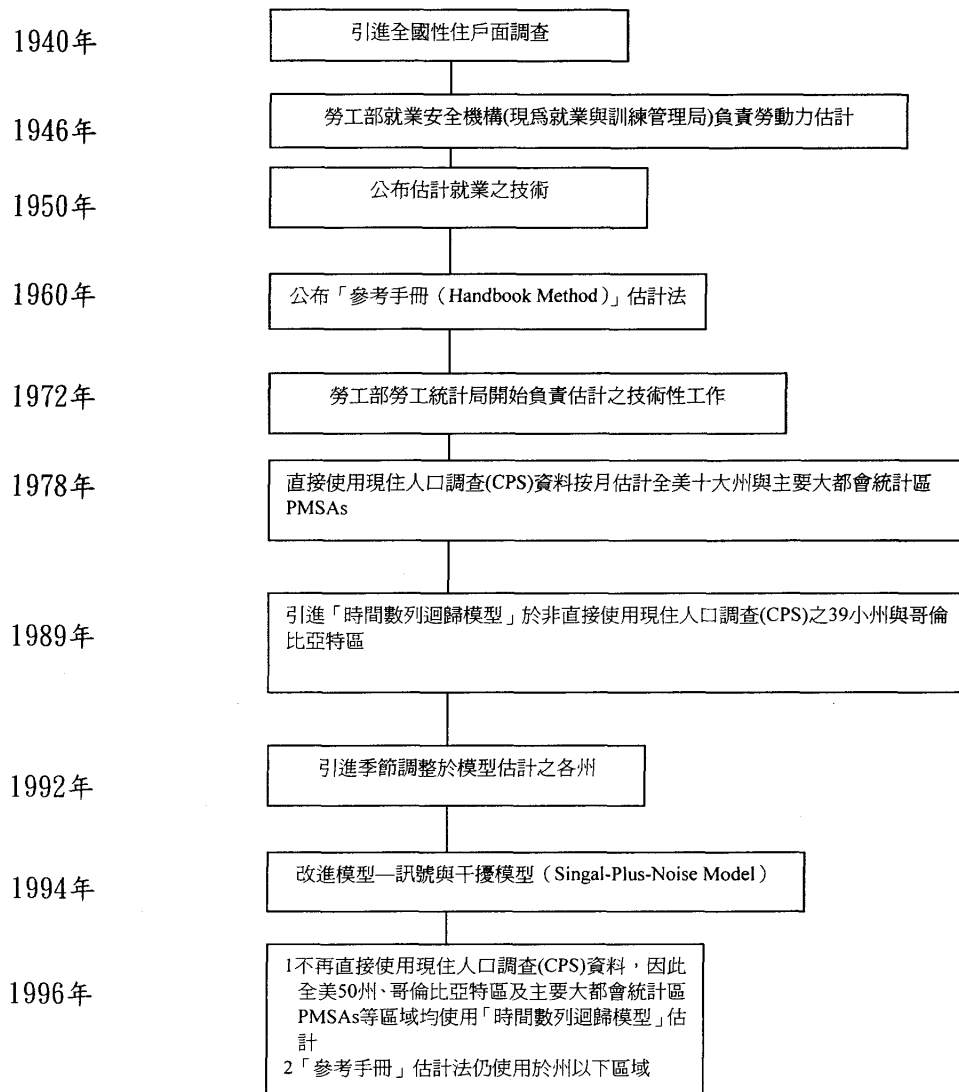 1940年
引進全國性住戶面調查
1946年
勞工部就業安全機構(現爲就業與訓練管理局)負責勞動力估計
1950年
公布估計就業之技術
1960年
公布「參考手冊（Handbook Method）」估計法
1972年
勞工部勞工統計局開始負責估計之技術性工作
1978年
直接使用現住人口調查(CPS)資料按月估計全美十大州與主要大都會統計區
PMSAs
1989年
引進「時間數列迴歸模型」於非直接使用現住人口調查(CPS)之39小州與哥倫
比亞特區
1992年
引進季節調整於模型估計之各州
1994年
改進模型—訊號與干擾模型（Singal-Plus-Noise Model）
1996年
1不再直接使用現住人口調查(CPS)資料，因此
全美50州、哥倫比亞特區及主要大都會統計區
PMSAs等區域均使用「時間數列迴歸模型」估
計
2「參考手冊」估計法仍使用於州以下區域